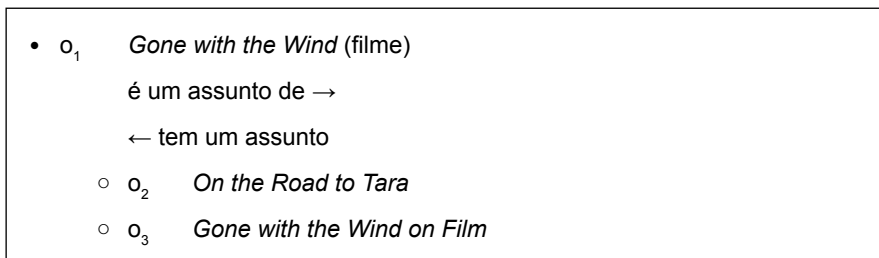 • o₁ Gone with the Wind (filme)
é um assunto de →
← tem um assunto
○ o₂ On the Road to Tara
○ o₃ Gone with the Wind on Film